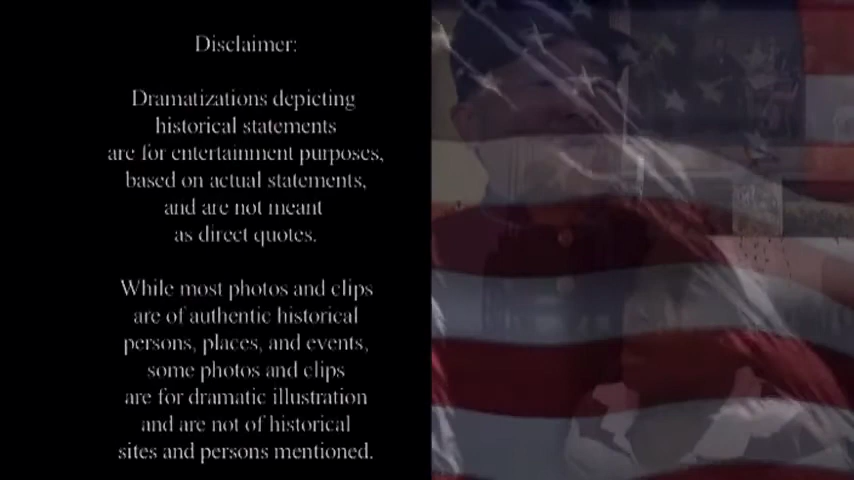 Disclaimer:
Dramatizations depicting
historical statements
are for entertainment purposes,
based on actual statements,
and are not meant
as direct quotes.
While most photos and clips
are of authentic historical
persons, places, and events,
some photos and clips
are for dramatic illustration
and are not of historical
sites and persons mentioned.